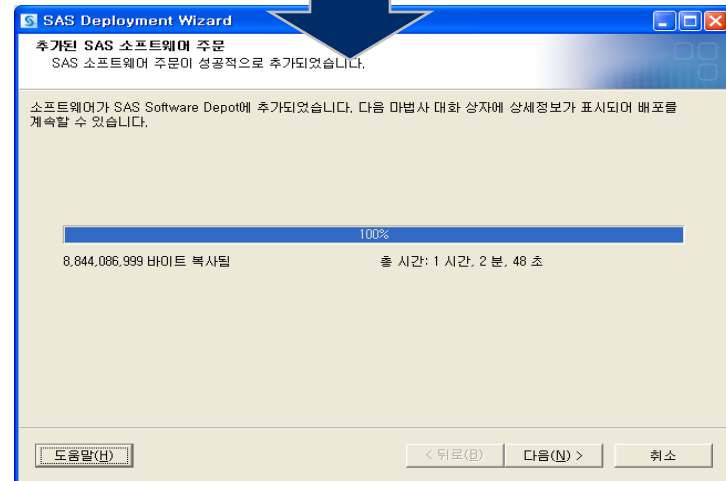 SAS Deployment Wizard
추가된 SAS 소프트웨어 주문
SAS 소프트웨어 주문이 성공적으로 추가되었습니다.
소프트웨어가 SAS Software Depot에 추가되었습니다. 다음 마법사 대화 상자에 상세정보가 표시되어 배포를
계속할 수 있습니다.
100%
8,844,086,999 바이트 복사됨 총 시간: 1 시간, 2 분, 48 초
도움말(H) < 뒤로(B) 다음(N) > 취소